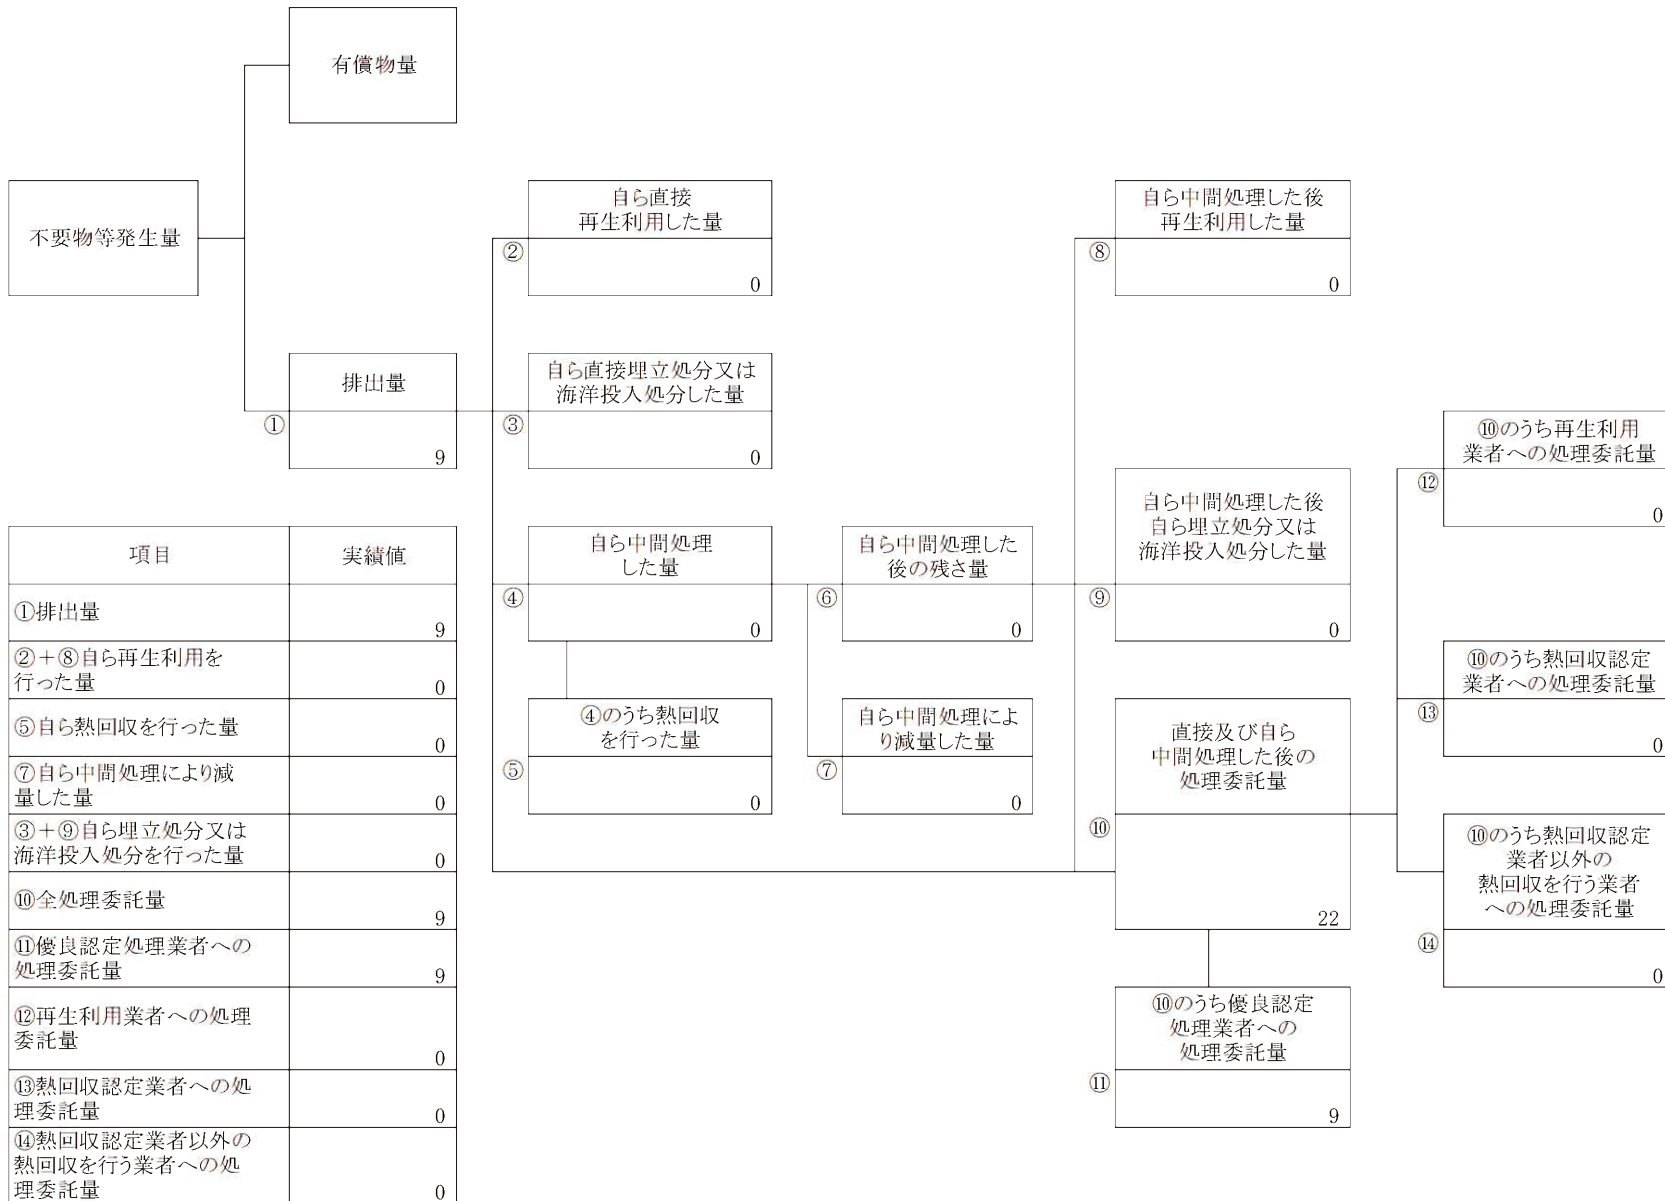 有償物量
不要物等発生量
自ら直接
再生利用した量
②
0
自ら中間処理した後
再生利用した量
⑧
0
排出量
①
9
自ら直接埋立処分又は
海洋投入処分した量
③
0
⑩のうち再生利用
業者への処理委託量
⑫
0
自ら中間処理
した量
④
0
自ら中間処理した
後の残さ量
⑥
0
自ら中間処理した後
自ら埋立処分又は
海洋投入処分した量
⑨
0
⑩のうち熱回収認定
業者への処理委託量
⑬
0
④のうち熱回収
を行った量
⑤
0
自ら中間処理によ
り減量した量
⑦
0
直接及び自ら
中間処理した後の
処理委託量
⑩
22
⑩のうち熱回収認定
業者以外の
熱回収を行う業者
への処理委託量
⑭
0
⑩のうち優良認定
処理業者への
処理委託量
⑪
9
項目 実績値
①排出量
9
②+⑧自ら再生利用を
行った量
0
⑤自ら熱回収を行った量
0
⑦自ら中間処理により減
量した量
0
③+⑨自ら埋立処分又は
海洋投入処分を行った量
0
⑩全処理委託量
9
⑪優良認定処理業者への
処理委託量
9
⑫再生利用業者への処理
委託量
0
⑬熱回収認定業者への処
理委託量
0
⑭熱回収認定業者以外の
熱回収を行う業者への処
理委託量
0